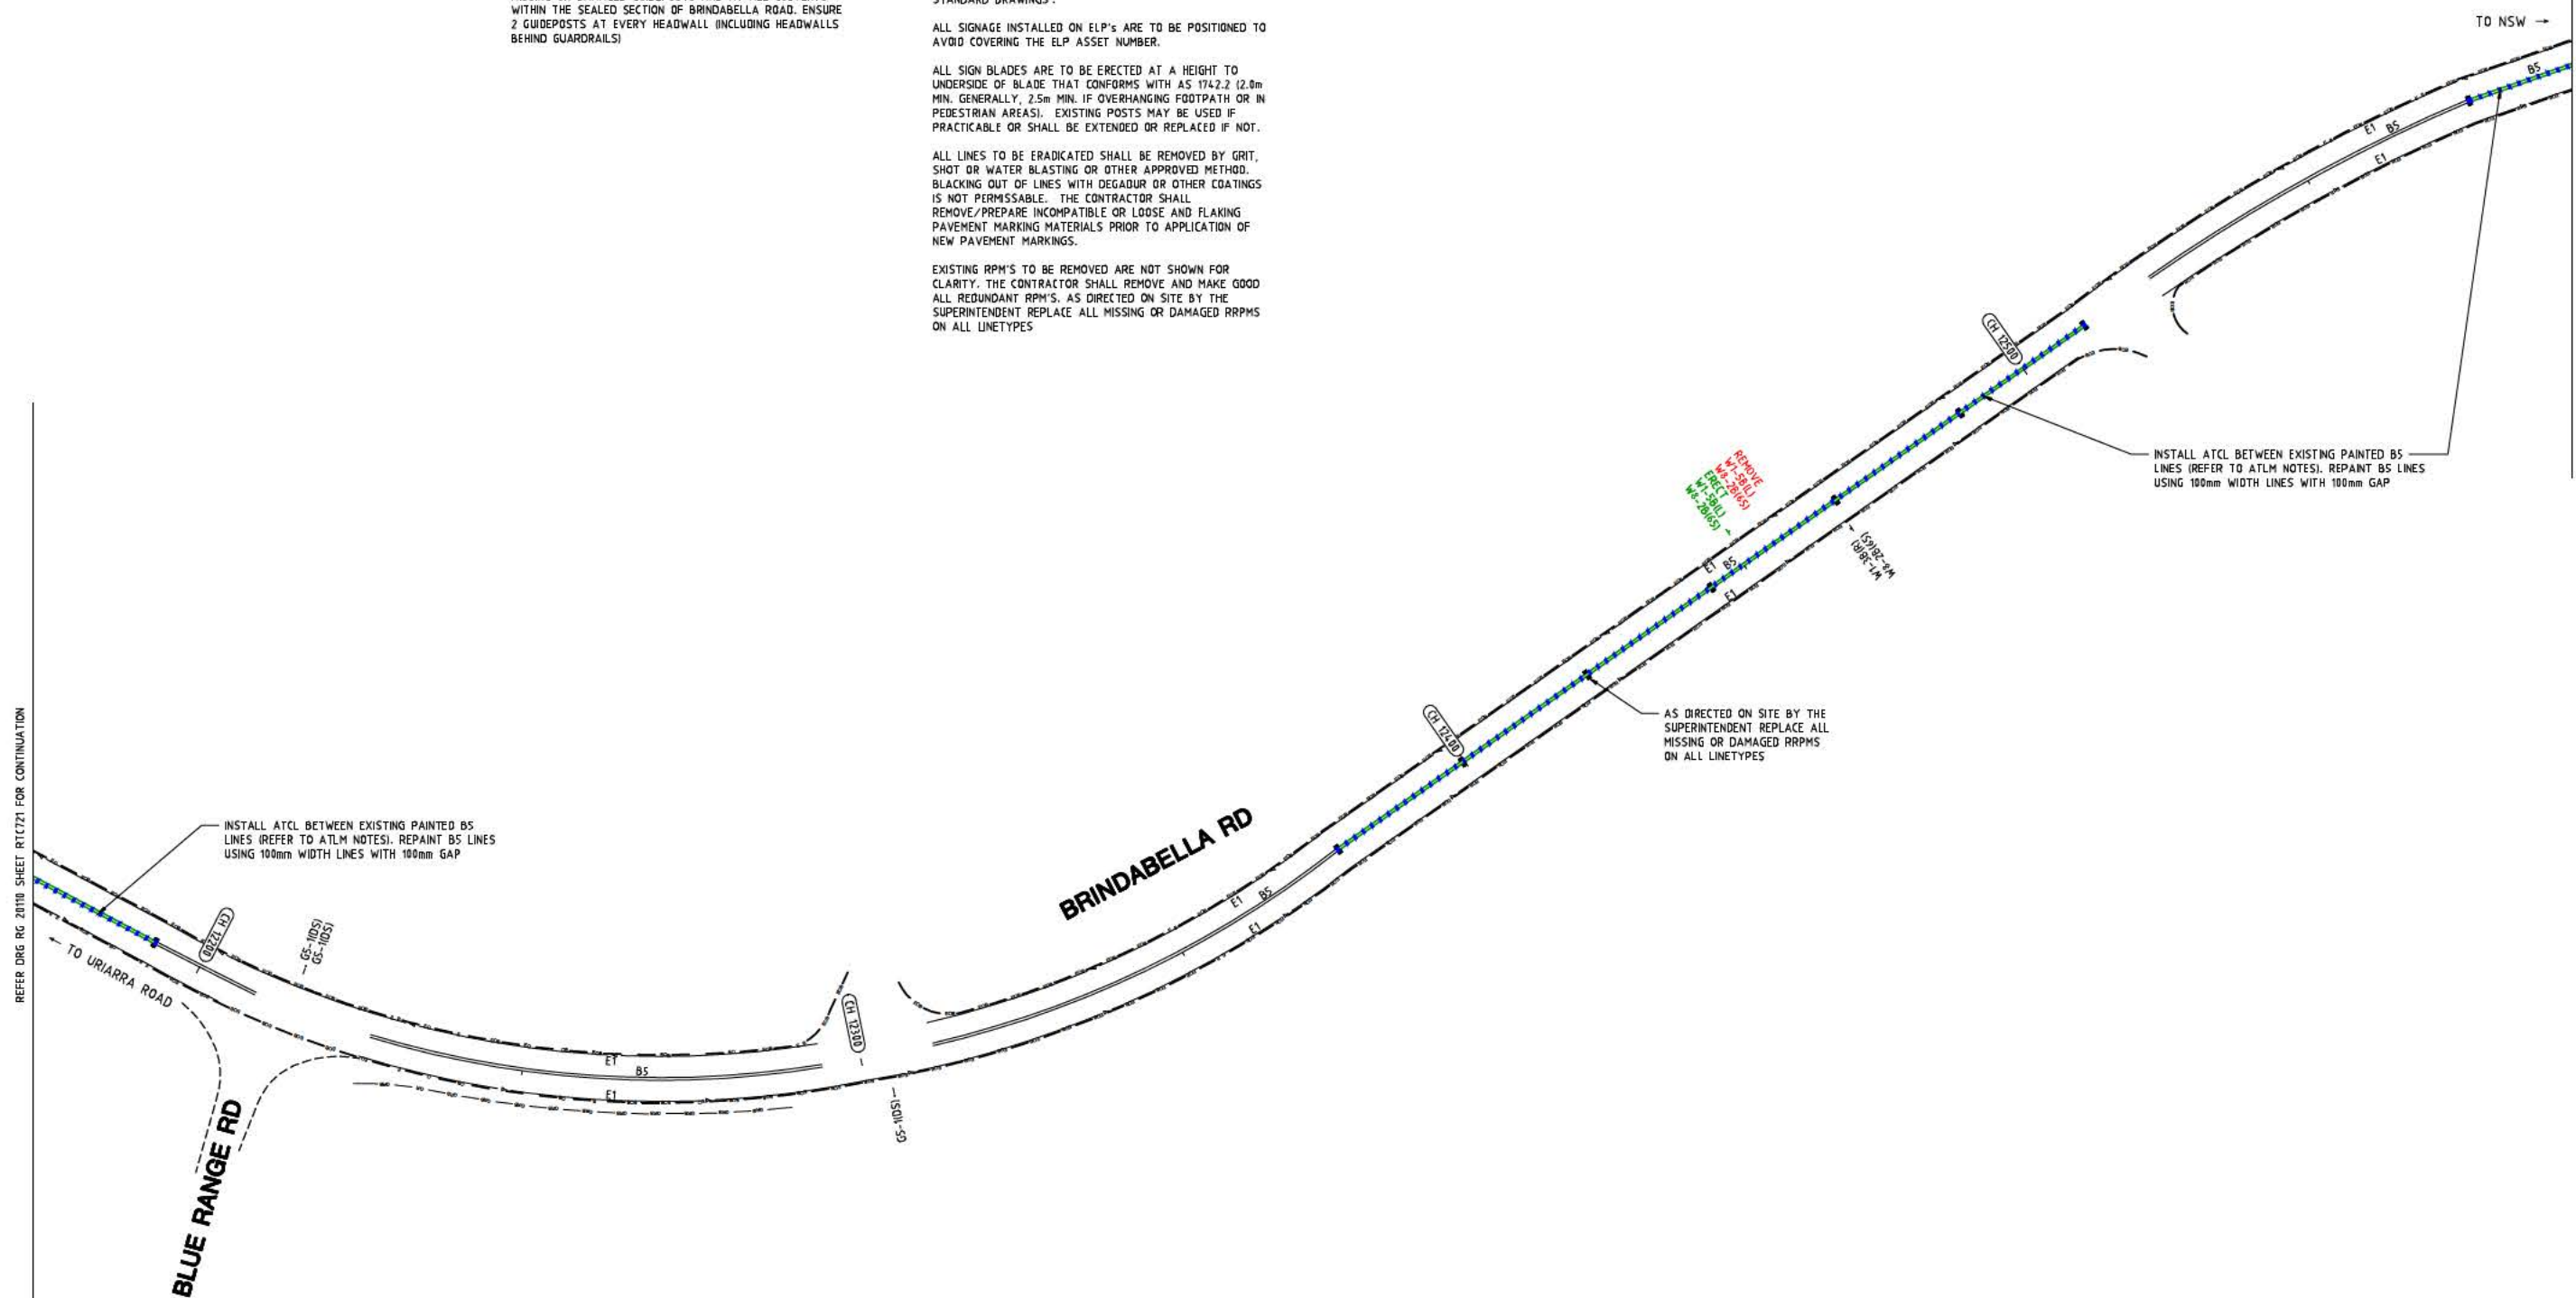 WITHIN THE SEALED SECTION OF BRINDABELLA ROAD. ENSURE
2 GUIDEPOSTS AT EVERY HEADWALL (INCLUDING HEADWALLS
BEHIND GUARDRAILS)
STANDARD DRAWINGS.
ALL SIGNAGE INSTALLED ON ELP's ARE TO BE POSITIONED TO
AVOID COVERING THE ELP ASSET NUMBER.
ALL SIGN BLADES ARE TO BE ERECTED AT A HEIGHT TO
UNDERSIDE OF BLADE THAT CONFORMS WITH AS 1742.2 (2.0m
MIN. GENERALLY, 2.5m MIN. IF OVERHANGING FOOTPATH OR IN
PEDESTRIAN AREAS). EXISTING POSTS MAY BE USED IF
PRACTICABLE OR SHALL BE EXTENDED OR REPLACED IF NOT.
ALL LINES TO BE ERADICATED SHALL BE REMOVED BY GRIT,
SHOT OR WATER BLASTING OR OTHER APPROVED METHOD.
BLACKING OUT OF LINES WITH DEGADUR OR OTHER COATINGS
IS NOT PERMISSABLE. THE CONTRACTOR SHALL
REMOVE/PREPARE INCOMPATIBLE OR LOOSE AND FLAKING
PAVEMENT MARKING MATERIALS PRIOR TO APPLICATION OF
NEW PAVEMENT MARKINGS.
EXISTING RPM'S TO BE REMOVED ARE NOT SHOWN FOR
CLARITY. THE CONTRACTOR SHALL REMOVE AND MAKE GOOD
ALL REDUNDANT RPM'S. AS DIRECTED ON SITE BY THE
SUPERINTENDENT REPLACE ALL MISSING OR DAMAGED RRPMS
ON ALL LINETYPES
TO NSW →
B5
E1 B5
E1
CH 12500
INSTALL ATCL BETWEEN EXISTING PAINTED B5
LINES (REFER TO ATLM NOTES). REPAINT B5 LINES
USING 100mm WIDTH LINES WITH 100mm GAP
REMOVE
W1-5B(L)
W8-2B(65)
ERECT
W1-5B(L)
W8-2B(65)
W1-3B(R)
W8-2B(65)
E1 B5
E1
AS DIRECTED ON SITE BY THE
SUPERINTENDENT REPLACE ALL
MISSING OR DAMAGED RRPMS
ON ALL LINETYPES
CH 12400
BRINDABELLA RD
E1 B5
E1
REFER DRG RG 20110 SHEET RTC721 FOR CONTINUATION
INSTALL ATCL BETWEEN EXISTING PAINTED B5
LINES (REFER TO ATLM NOTES). REPAINT B5 LINES
USING 100mm WIDTH LINES WITH 100mm GAP
CH 12200
G5-1(DS)
G5-1(DS)
← TO URIARRA ROAD
CH 12300
E1
B5
E1
G5-1(DS)
BLUE RANGE RD